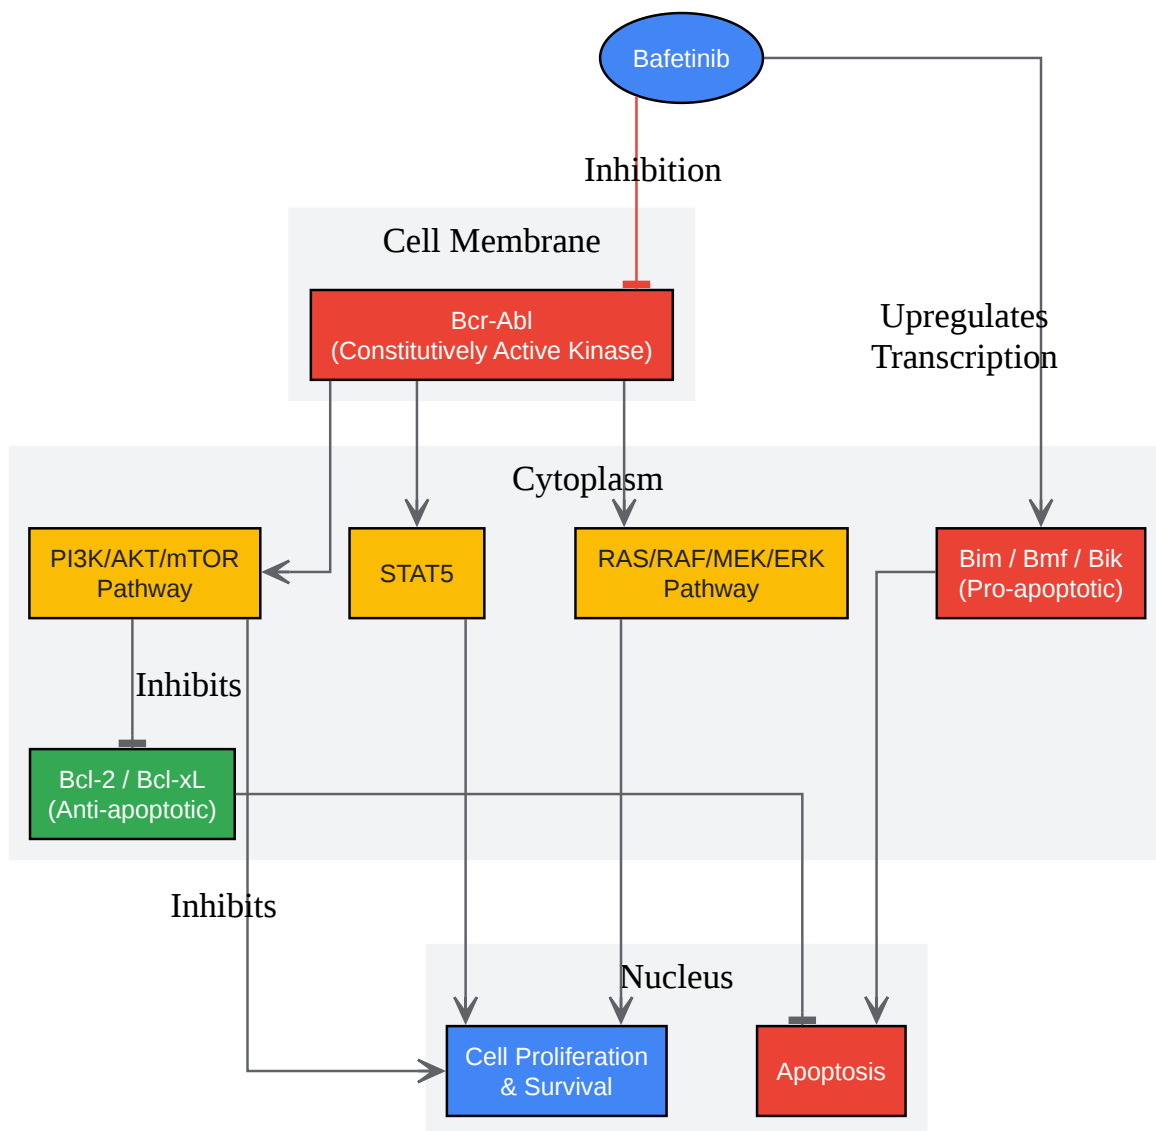 Bafetinib
Inhibition
Cell Membrane
Bcr-Abl
(Constitutively Active Kinase)
Upregulates
Transcription
Cytoplasm
PI3K/AKT/mTOR
Pathway
STAT5
RAS/RAF/MEK/ERK
Pathway
Bim / Bmf / Bik
(Pro-apoptotic)
Inhibits
Bcl-2 / Bcl-xL
(Anti-apoptotic)
Inhibits
Nucleus
Cell Proliferation
& Survival
Apoptosis